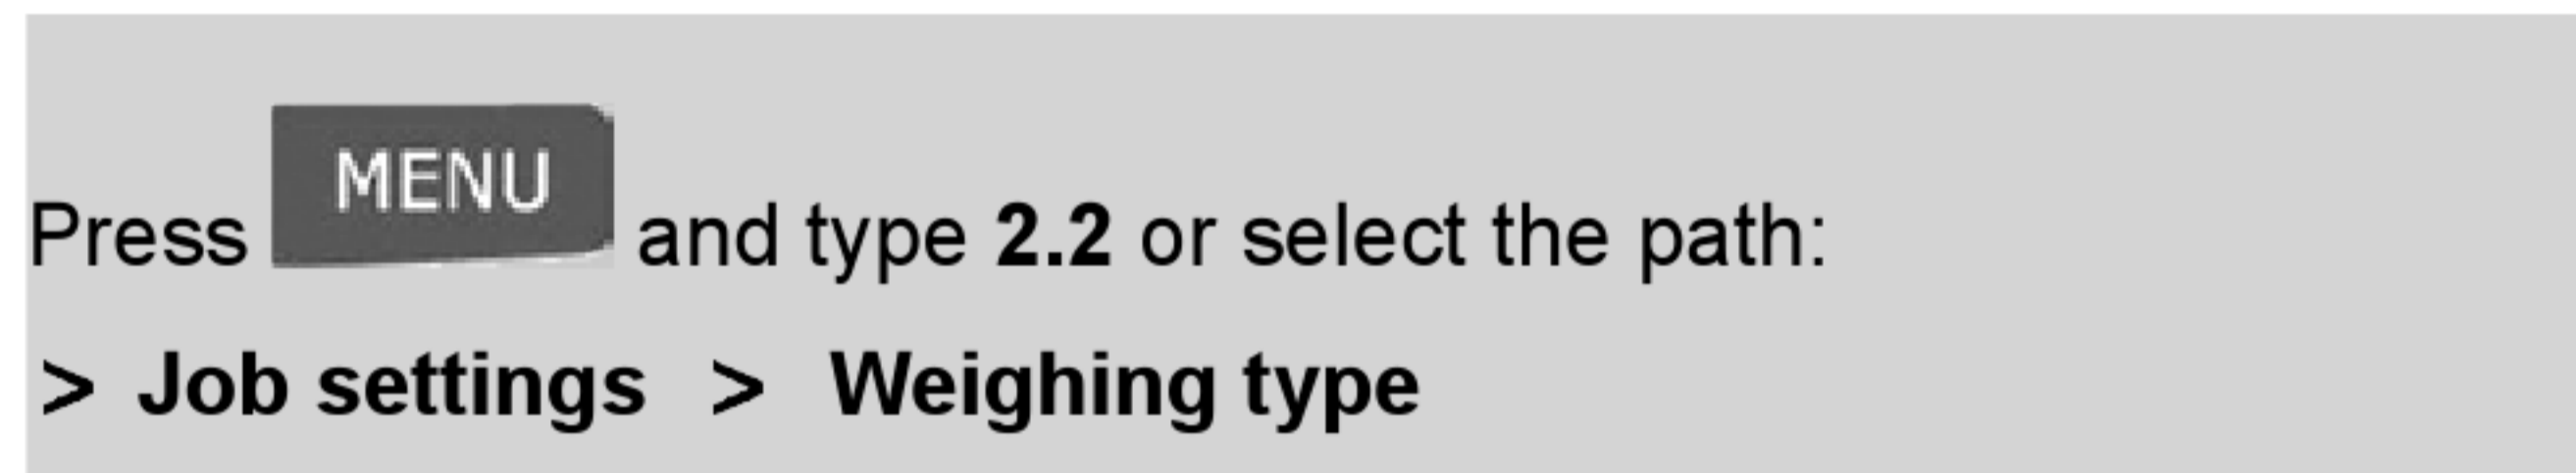 Press MENU and type 2.2 or select the path:
> Job settings > Weighing type